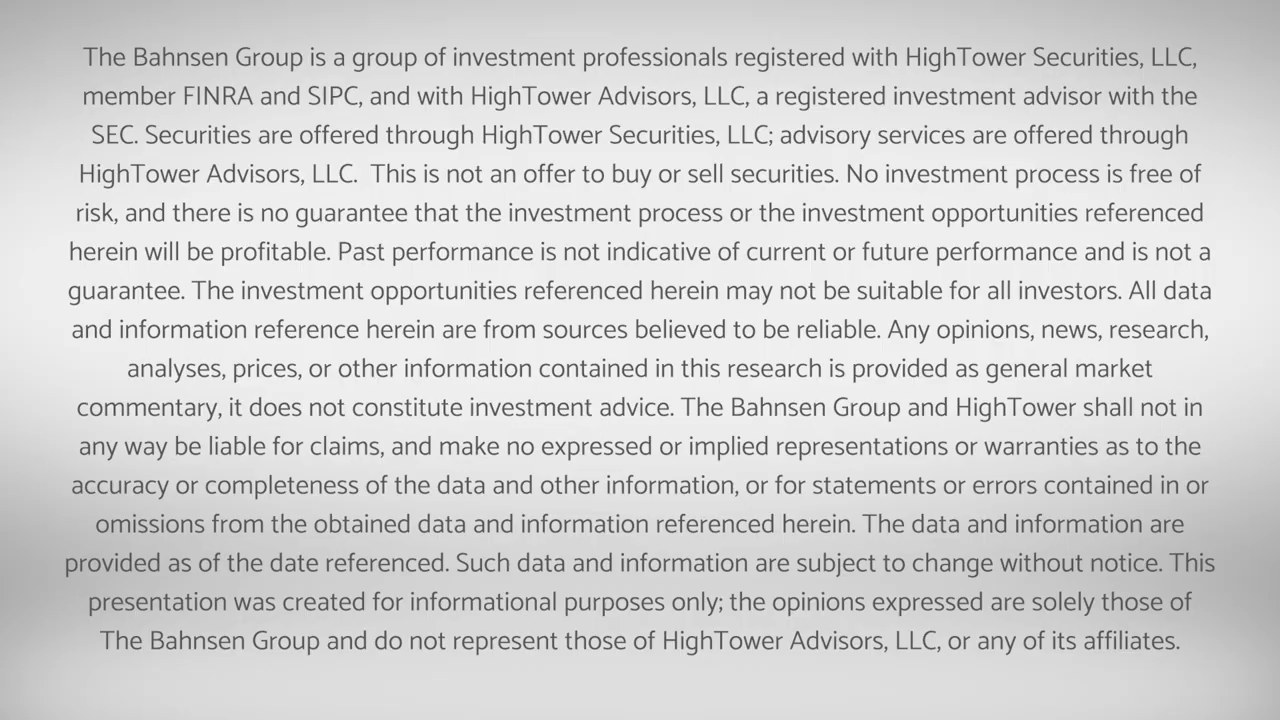 The Bahnsen Group is a group of investment professionals registered with HighTower Securities, LLC,
member FINRA and SIPC, and with HighTower Advisors, LLC, a registered investment advisor with the
SEC. Securities are offered through HighTower Securities, LLC; advisory services are offered through
HighTower Advisors, LLC.  This is not an offer to buy or sell securities. No investment process is free of
risk, and there is no guarantee that the investment process or the investment opportunities referenced
herein will be profitable. Past performance is not indicative of current or future performance and is not a
guarantee. The investment opportunities referenced herein may not be suitable for all investors. All data
and information reference herein are from sources believed to be reliable. Any opinions, news, research,
analyses, prices, or other information contained in this research is provided as general market
commentary, it does not constitute investment advice. The Bahnsen Group and HighTower shall not in
any way be liable for claims, and make no expressed or implied representations or warranties as to the
accuracy or completeness of the data and other information, or for statements or errors contained in or
omissions from the obtained data and information referenced herein. The data and information are
provided as of the date referenced. Such data and information are subject to change without notice. This
presentation was created for informational purposes only; the opinions expressed are solely those of
The Bahnsen Group and do not represent those of HighTower Advisors, LLC, or any of its affiliates.